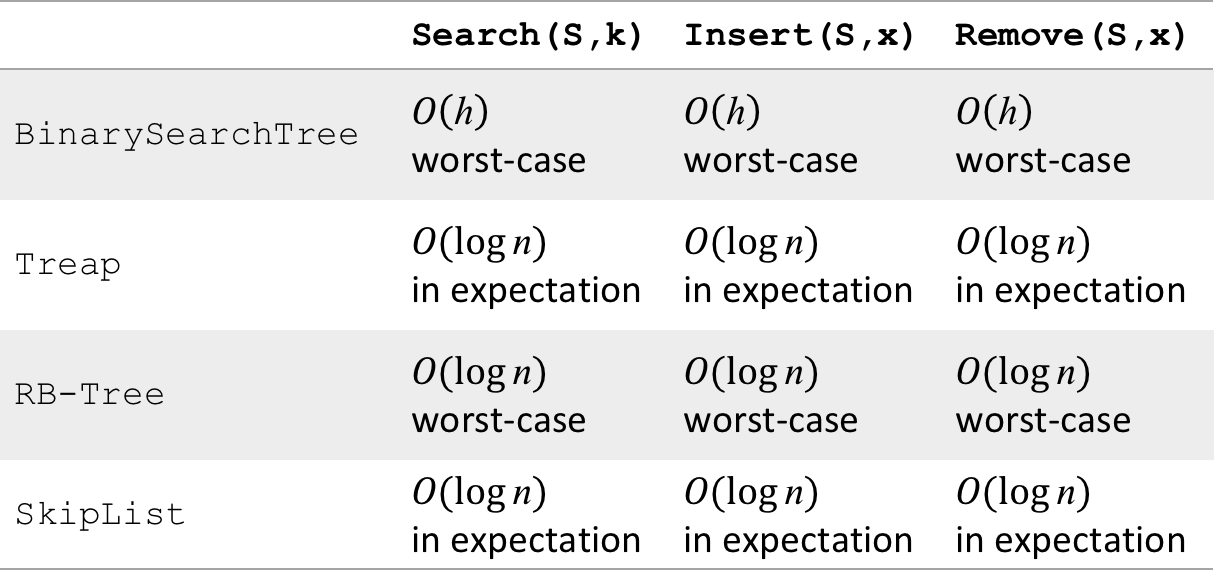 Search(S,k) Insert(S,x) Remove(S,x)
BinarySearchTree
O(h) O(h) O(h)
worst-case worst-case worst-case
Treap
O(log n) O(log n) O(log n)
in expectation in expectation in expectation
RB-Tree
O(log n) O(log n) O(log n)
worst-case worst-case worst-case
SkipList
O(log n) O(log n) O(log n)
in expectation in expectation in expectation